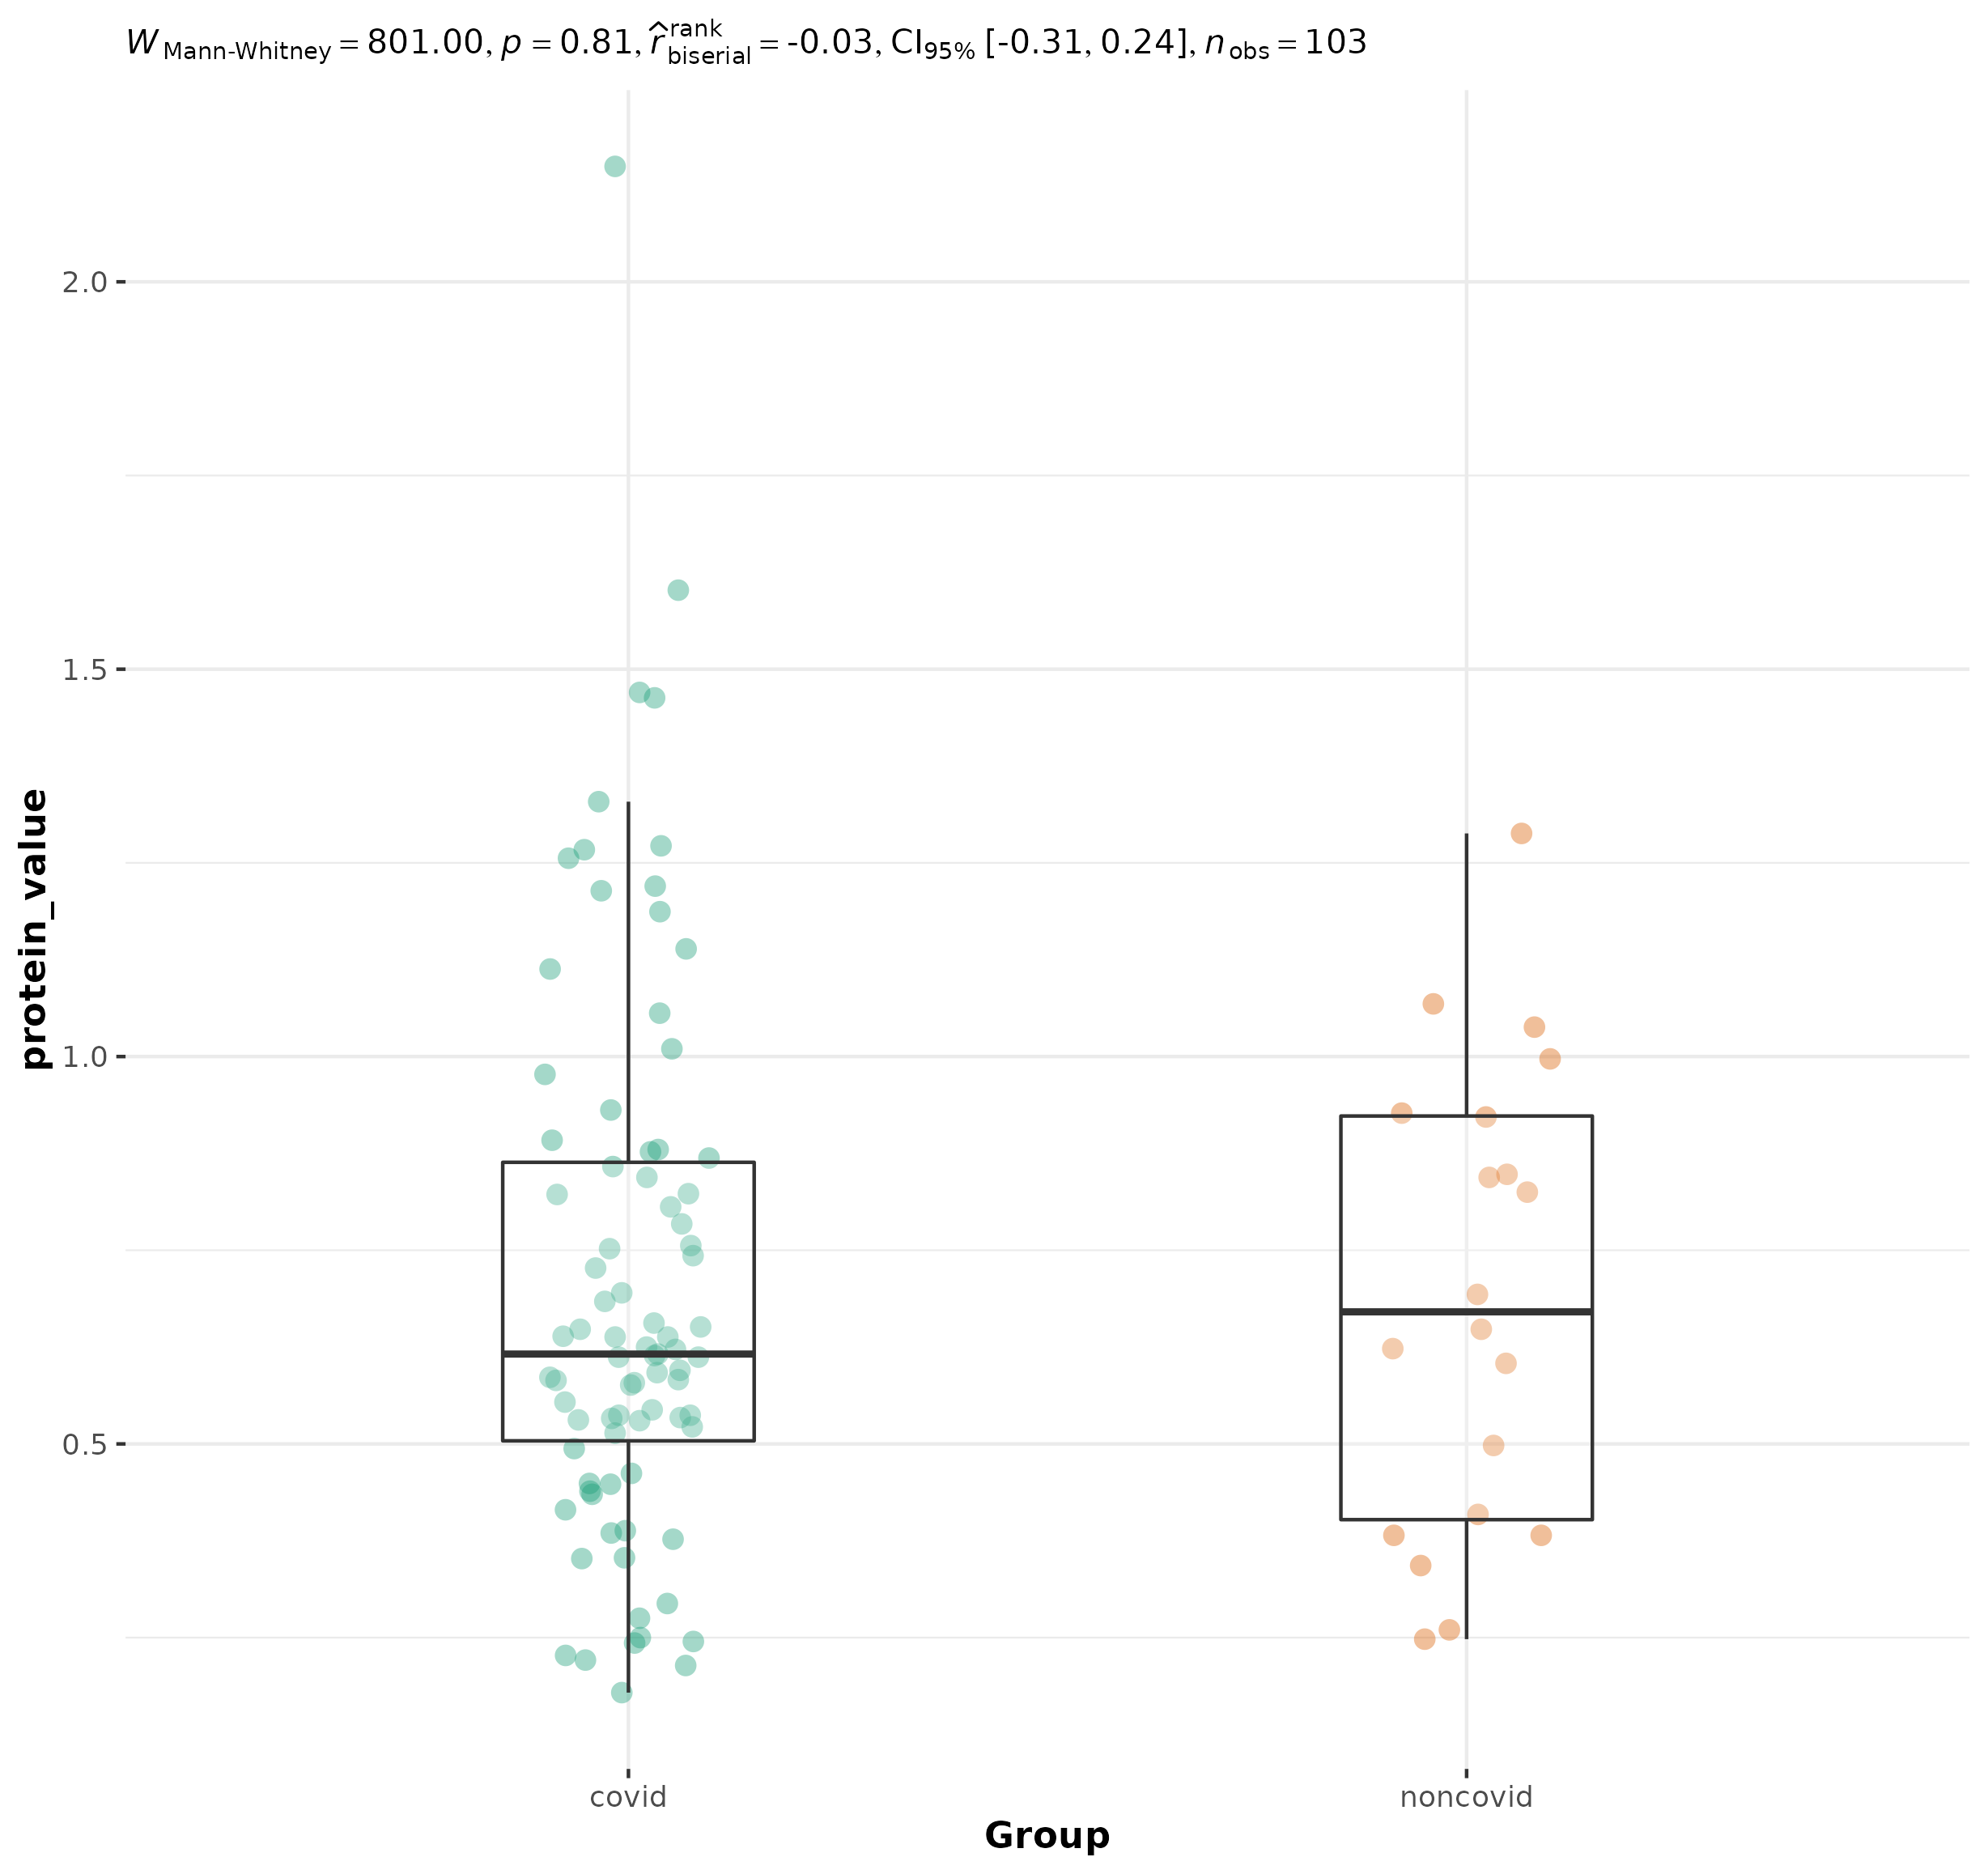 W Mann-Whitney = 801.00, p = 0.81, r̂ rank biserial = -0.03, CI95% [-0.31, 0.24], n obs = 103
protein_value
2.0
1.5
1.0
0.5
covid noncovid
Group